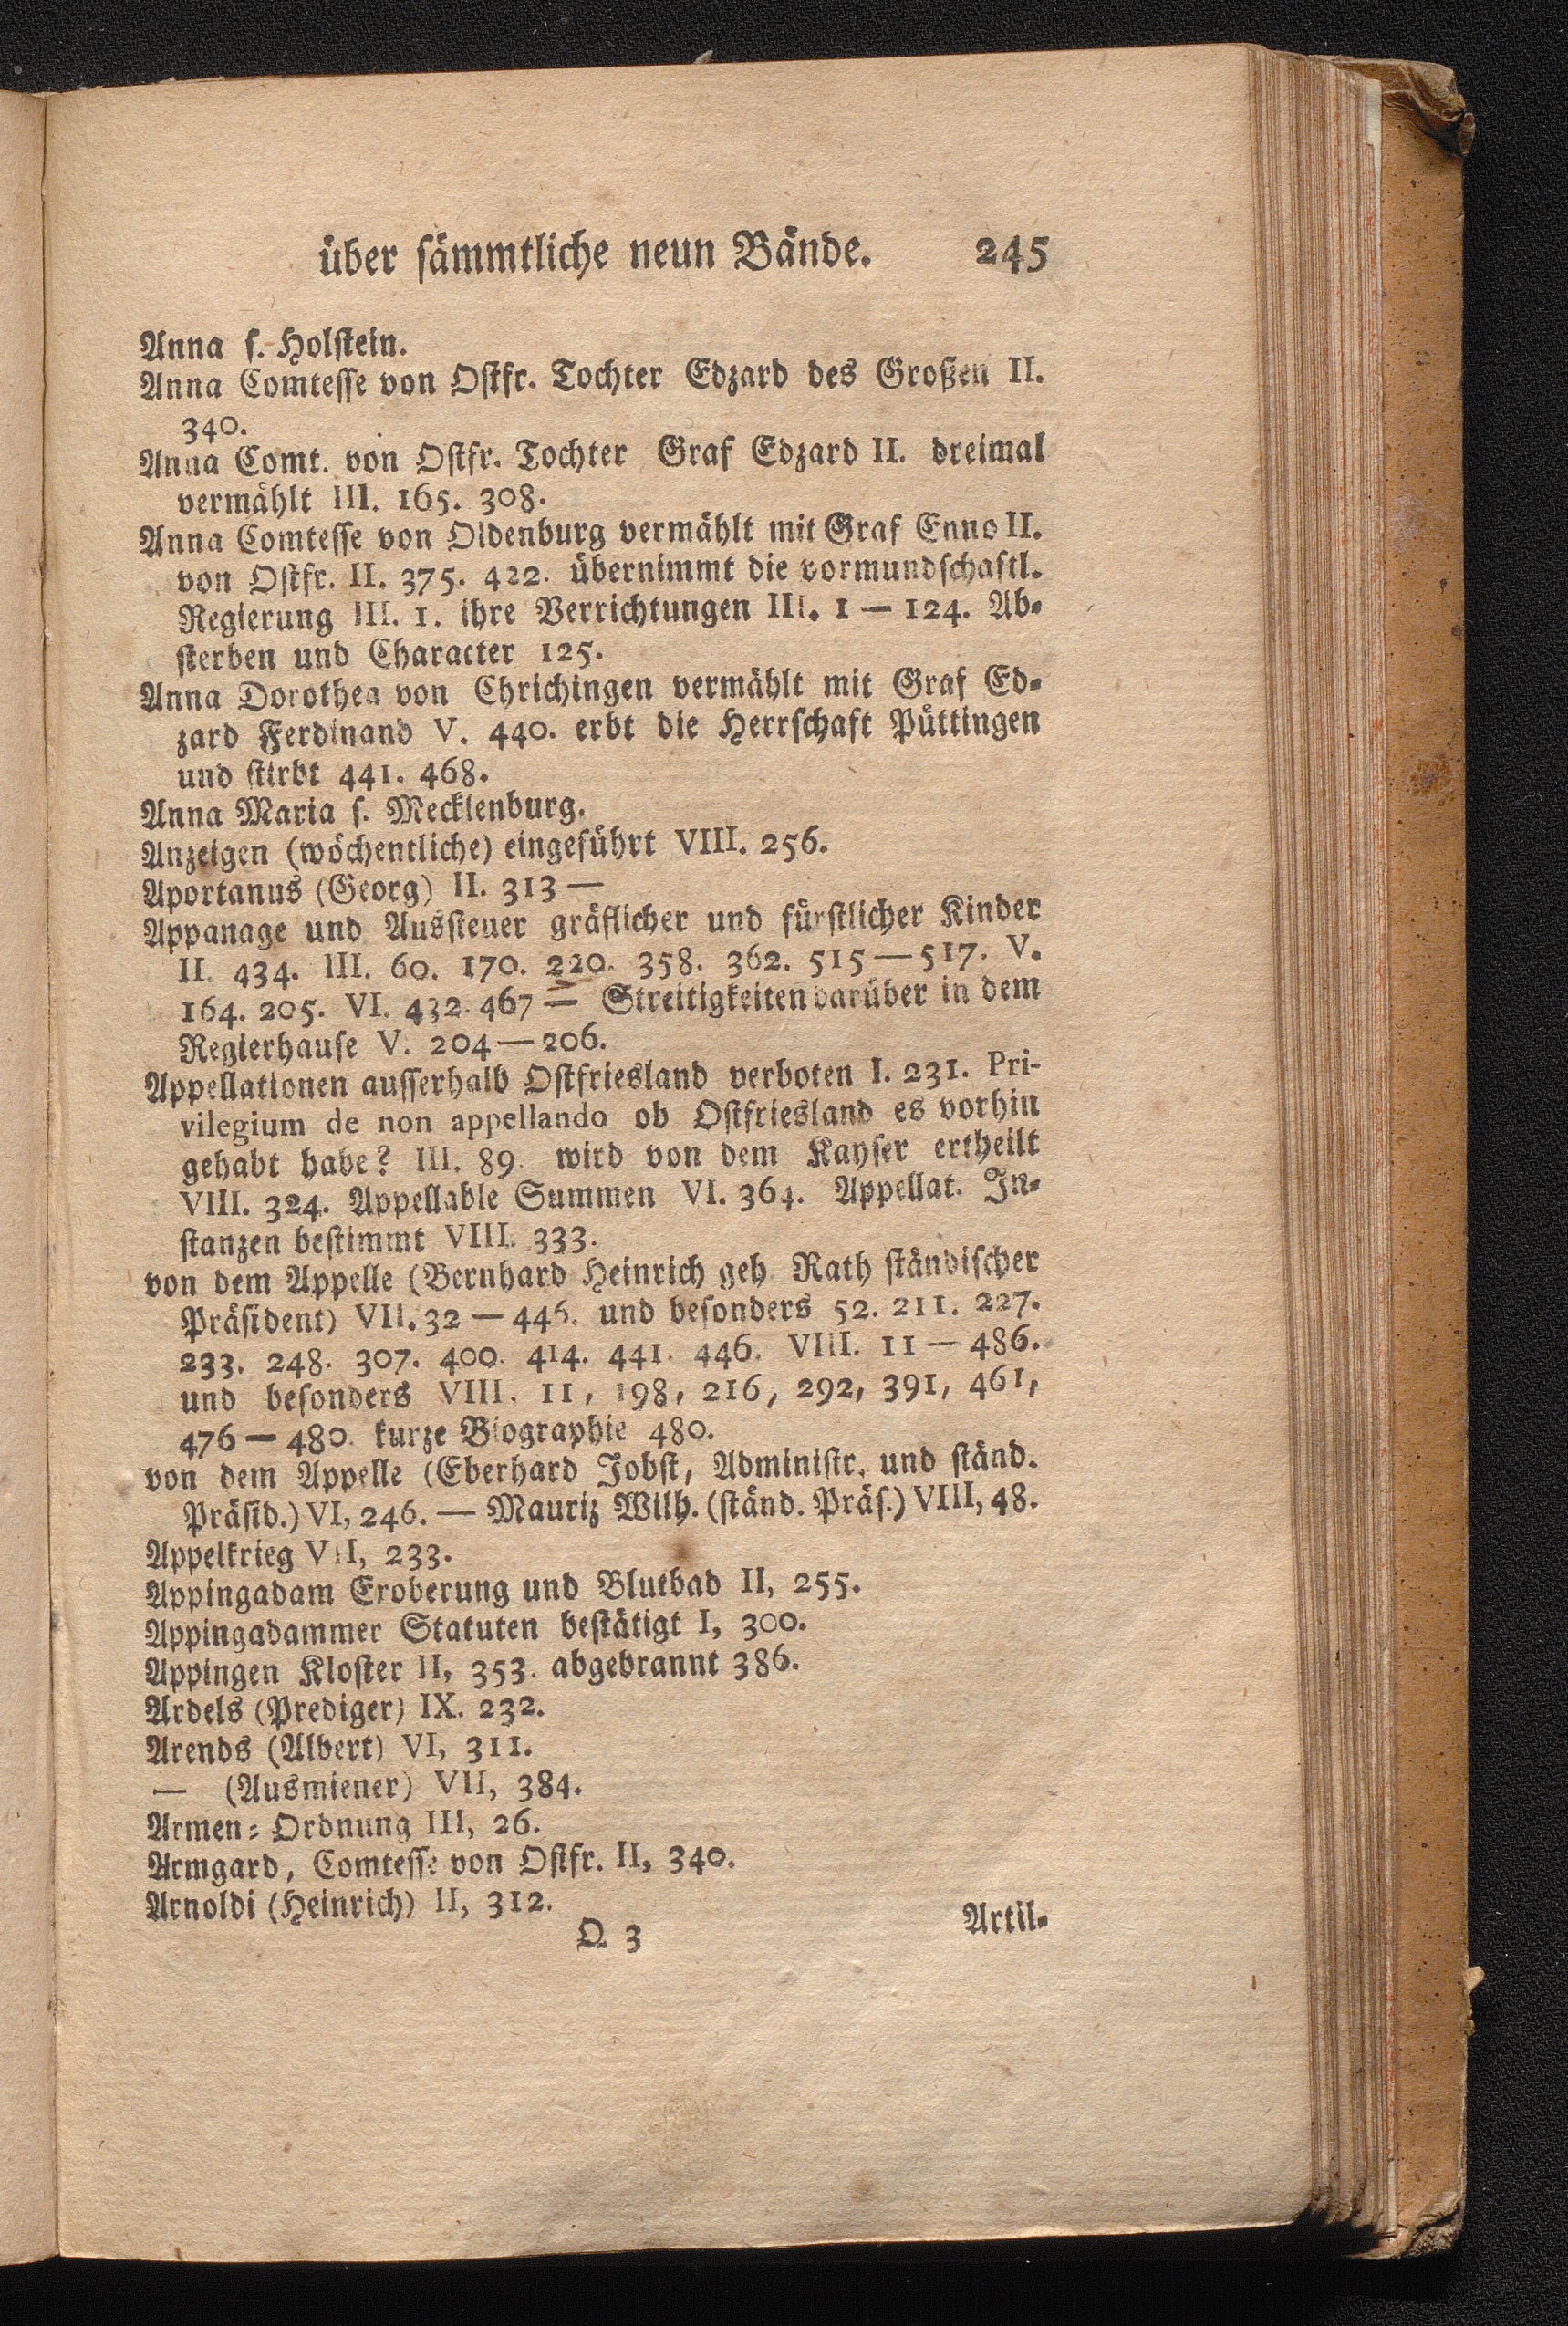 über sämmtliche neun Bände. 245
Anna s. Holstein.
Anna Comtesse von Ostfr. Tochter Edzard des Großen II.
340.
Anna Comt. von Ostfr. Tochter Graf Edzard II. dreimal
vermählt III. 165. 308.
Anna Comtesse von Oldenburg vermählt mit Graf Enno II.
von Ostfr. II. 375. 422. übernimmt die vormundschaftl.
Regierung III. 1. ihre Verrichtungen III. 1 — 124. Ab-
sterben und Character 125.
Anna Dorothea von Chrichingen vermählt mit Graf Ed-
zard Ferdinand V. 440. erbt die Herrschaft Püttingen
und stirbt 441. 468.
Anna Maria s. Mecklenburg.
Anzeigen (wöchentliche) eingeführt VIII. 256.
Aportanus (Georg) II. 313 —
Appanage und Aussteuer gräflicher und fürstlicher Kinder
II. 434. III. 60. 170. 220. 358. 362. 515 — 517. V.
164. 205. VI. 432. 467 — Streitigkeiten darüber in dem
Regierhause V. 204 — 206.
Appellationen ausserhalb Ostfriesland verboten I. 231. Pri-
vilegium de non appellando ob Ostfriesland es vorhin
gehabt habe? III. 89. wird von dem Kayser ertheilt
VIII. 324. Appellable Summen VI. 364. Appellat. In-
stanzen bestimmt VIII. 333.
von dem Appelle (Bernhard Heinrich geh. Rath ständischer
Präsident) VII. 32 — 446. und besonders 52. 211. 227.
233. 248. 307. 400. 414. 441. 446. VIII. 11 — 486.
und besonders VIII. 11, 198, 216, 292, 391, 461,
476 — 480. kurze Biographie 480.
von dem Appelle (Eberhard Jobst, Administr. und ständ.
Präsid.) VI, 246. — Mauriz Wilh. (ständ. Präs.) VIII, 48.
Appelkrieg VII, 233.
Appingadam Eroberung und Blutbad II, 255.
Appingadammer Statuten bestätigt I, 300.
Appingen Kloster II, 353. abgebrannt 386.
Ardels (Prediger) IX. 232.
Arends (Albert) VI, 311.
— (Ausmiener) VII, 384.
Armen-Ordnung III, 26.
Armgard, Comtesse von Ostfr. II, 340.
Arnoldi (Heinrich) II, 312.
Q 3 Artil-